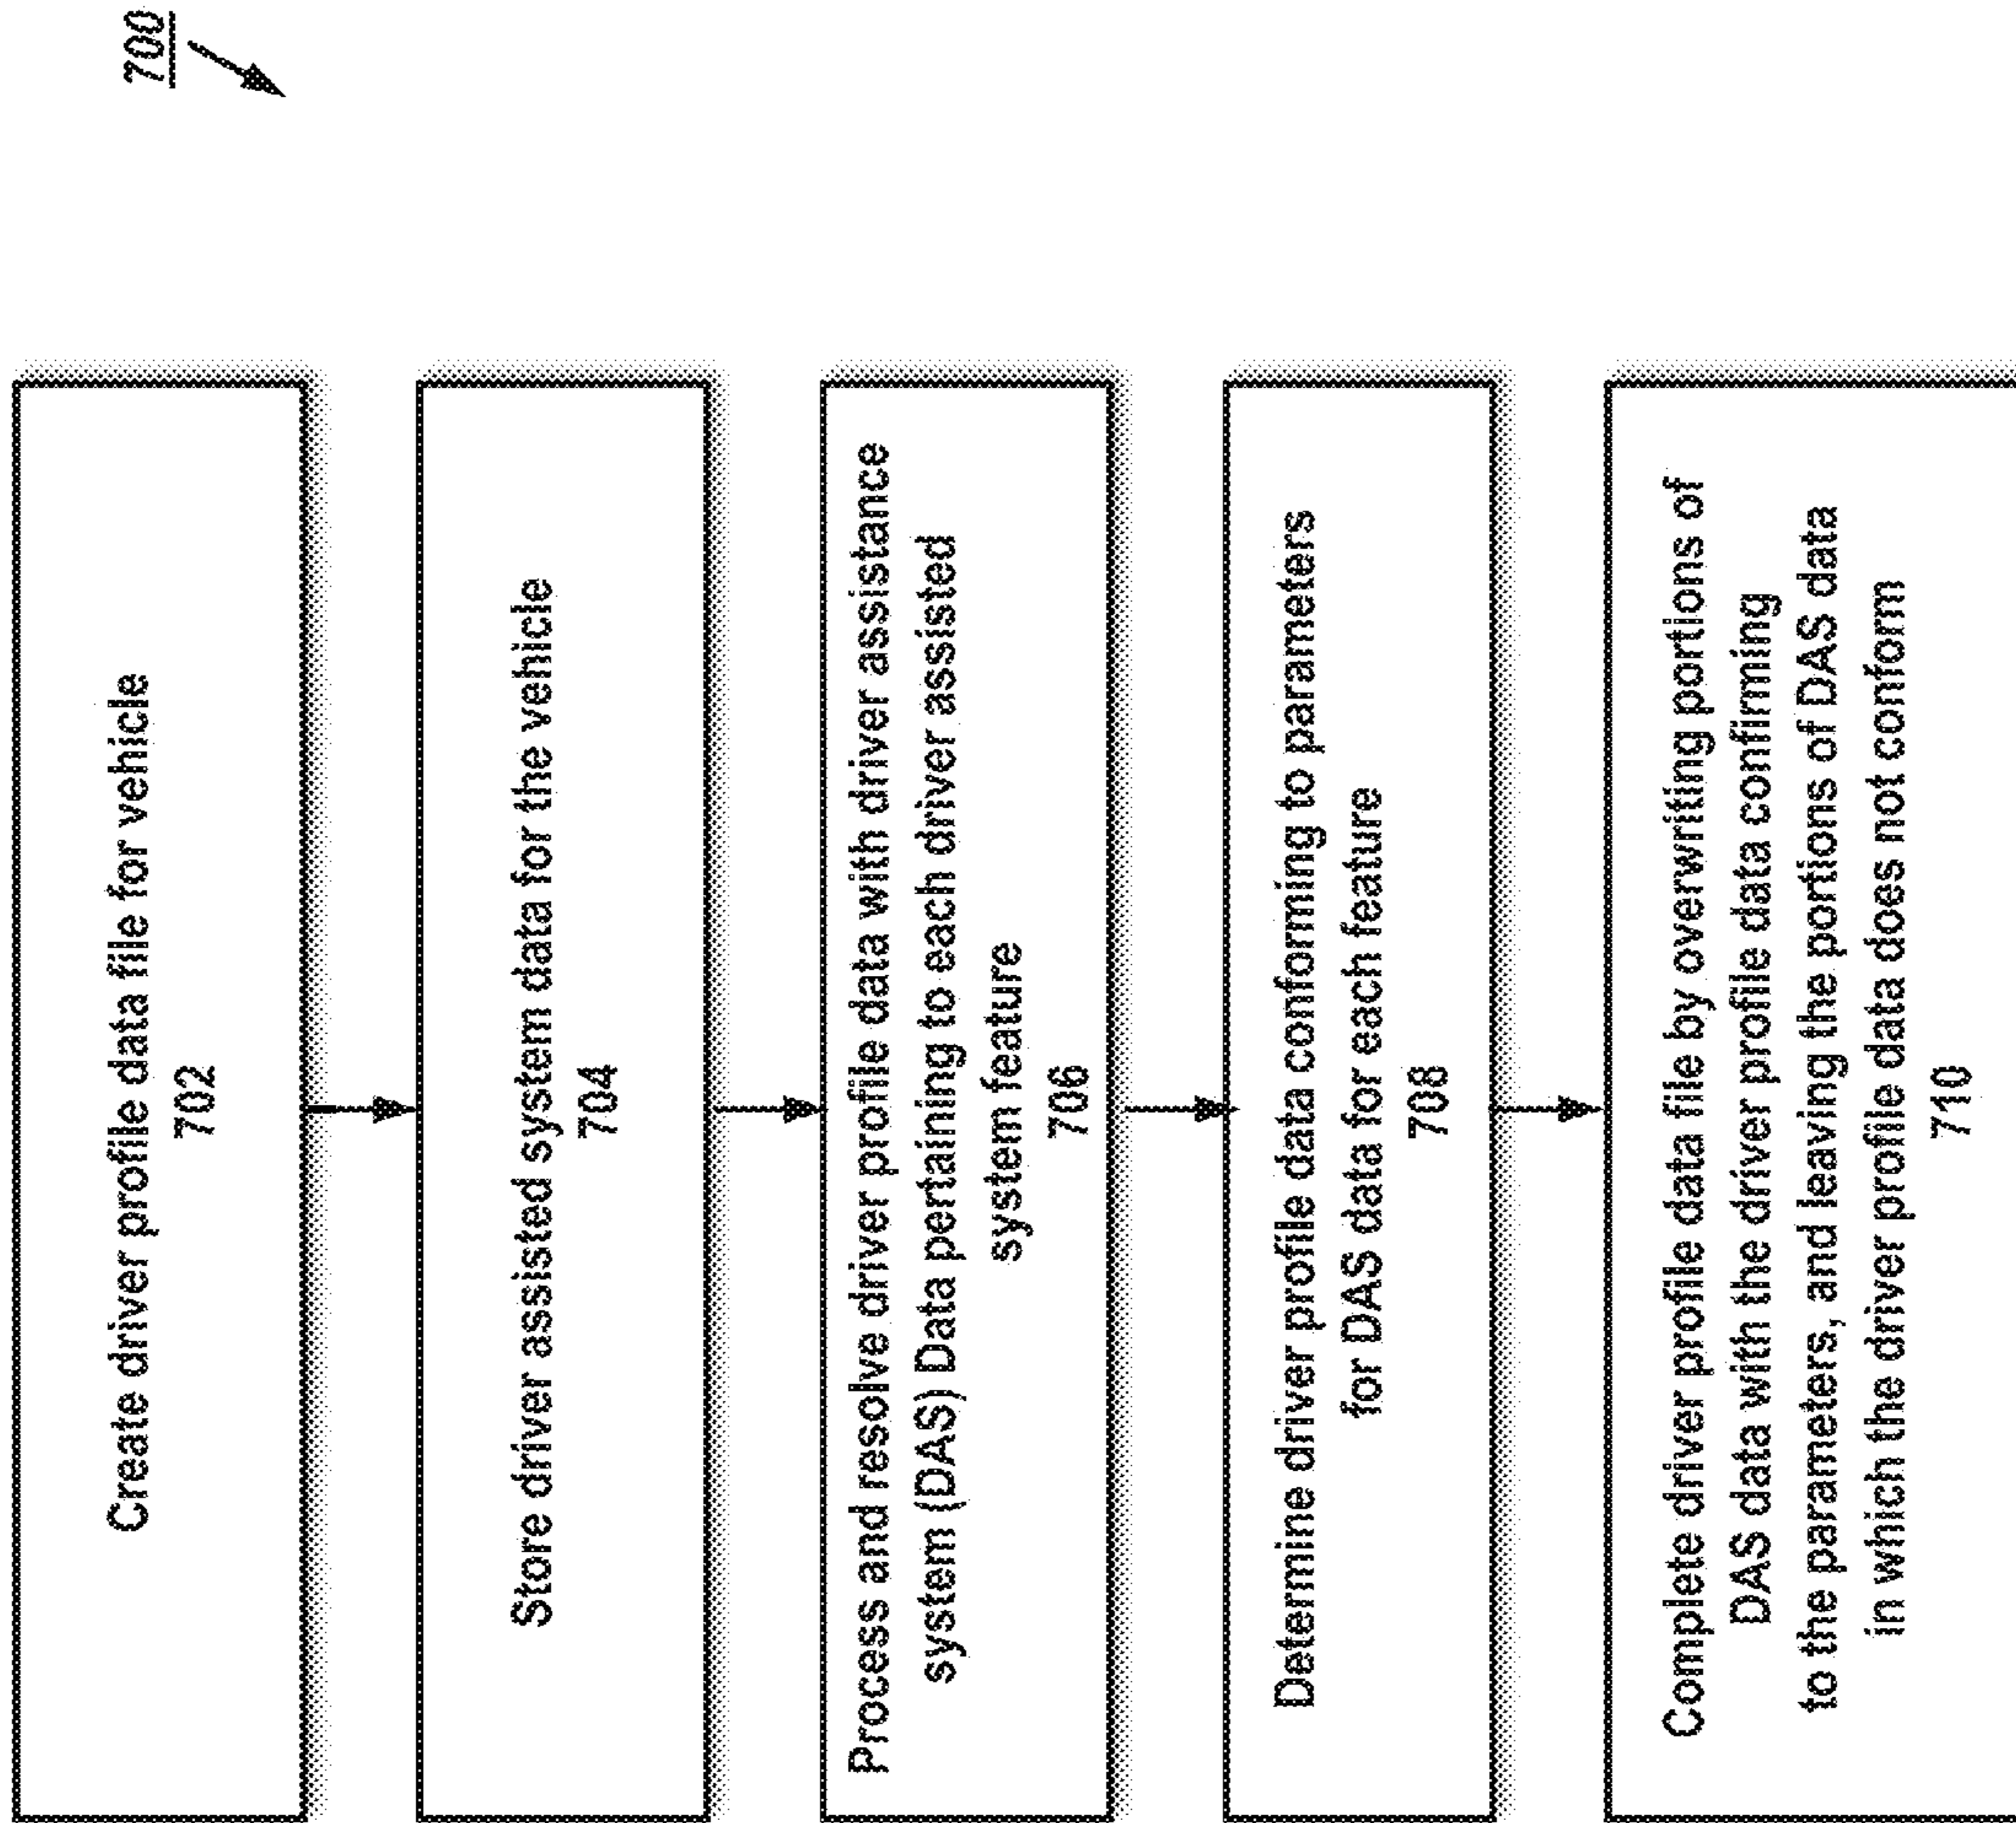 700
Create driver profile data file for vehicle
702
Store driver assisted system data for the vehicle
704
Process and resolve driver profile data with driver assistance
system (DAS) Data pertaining to each driver assisted
system feature
706
Determine driver profile data conforming to parameters
for DAS data for each feature
708
Complete driver profile data file by overwriting portions of
DAS data with the driver profile data confirming
to the parameters, and leaving the portions of DAS data
in which the driver profile data does not conform
710